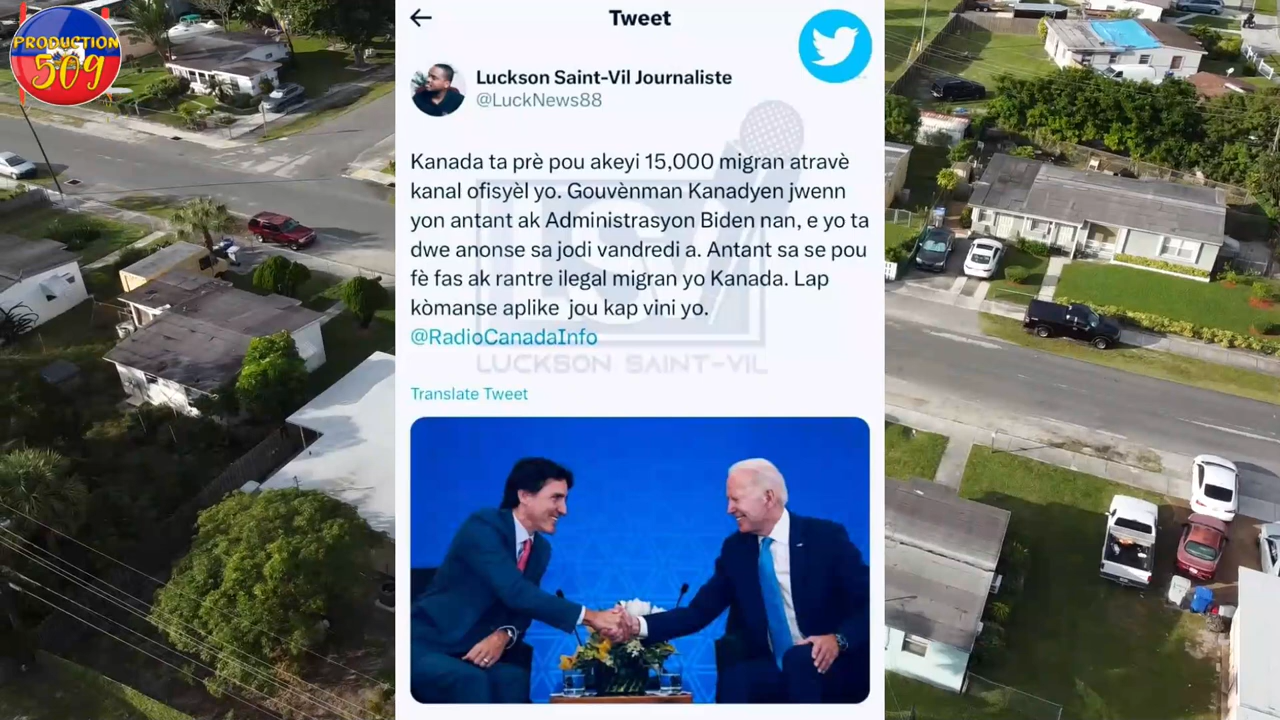 PRODUCTION
509
Tweet
Luckson Saint-Vil Journaliste
@LuckNews88
Kanada ta prè pou akeyi 15,000 migran atravè
kanal ofisyèl yo. Gouvènman Kanadyen jwenn
yon antant ak Administrasyon Biden nan, e yo ta
dwe anonse sa jodi vandredi a. Antant sa se pou
fè fas ak rantre ilegal migran yo Kanada. Lap
kòmanse aplike jou kap vini yo.
@RadioCanadaInfo
LUCKSON SAINT-VIL
Translate Tweet